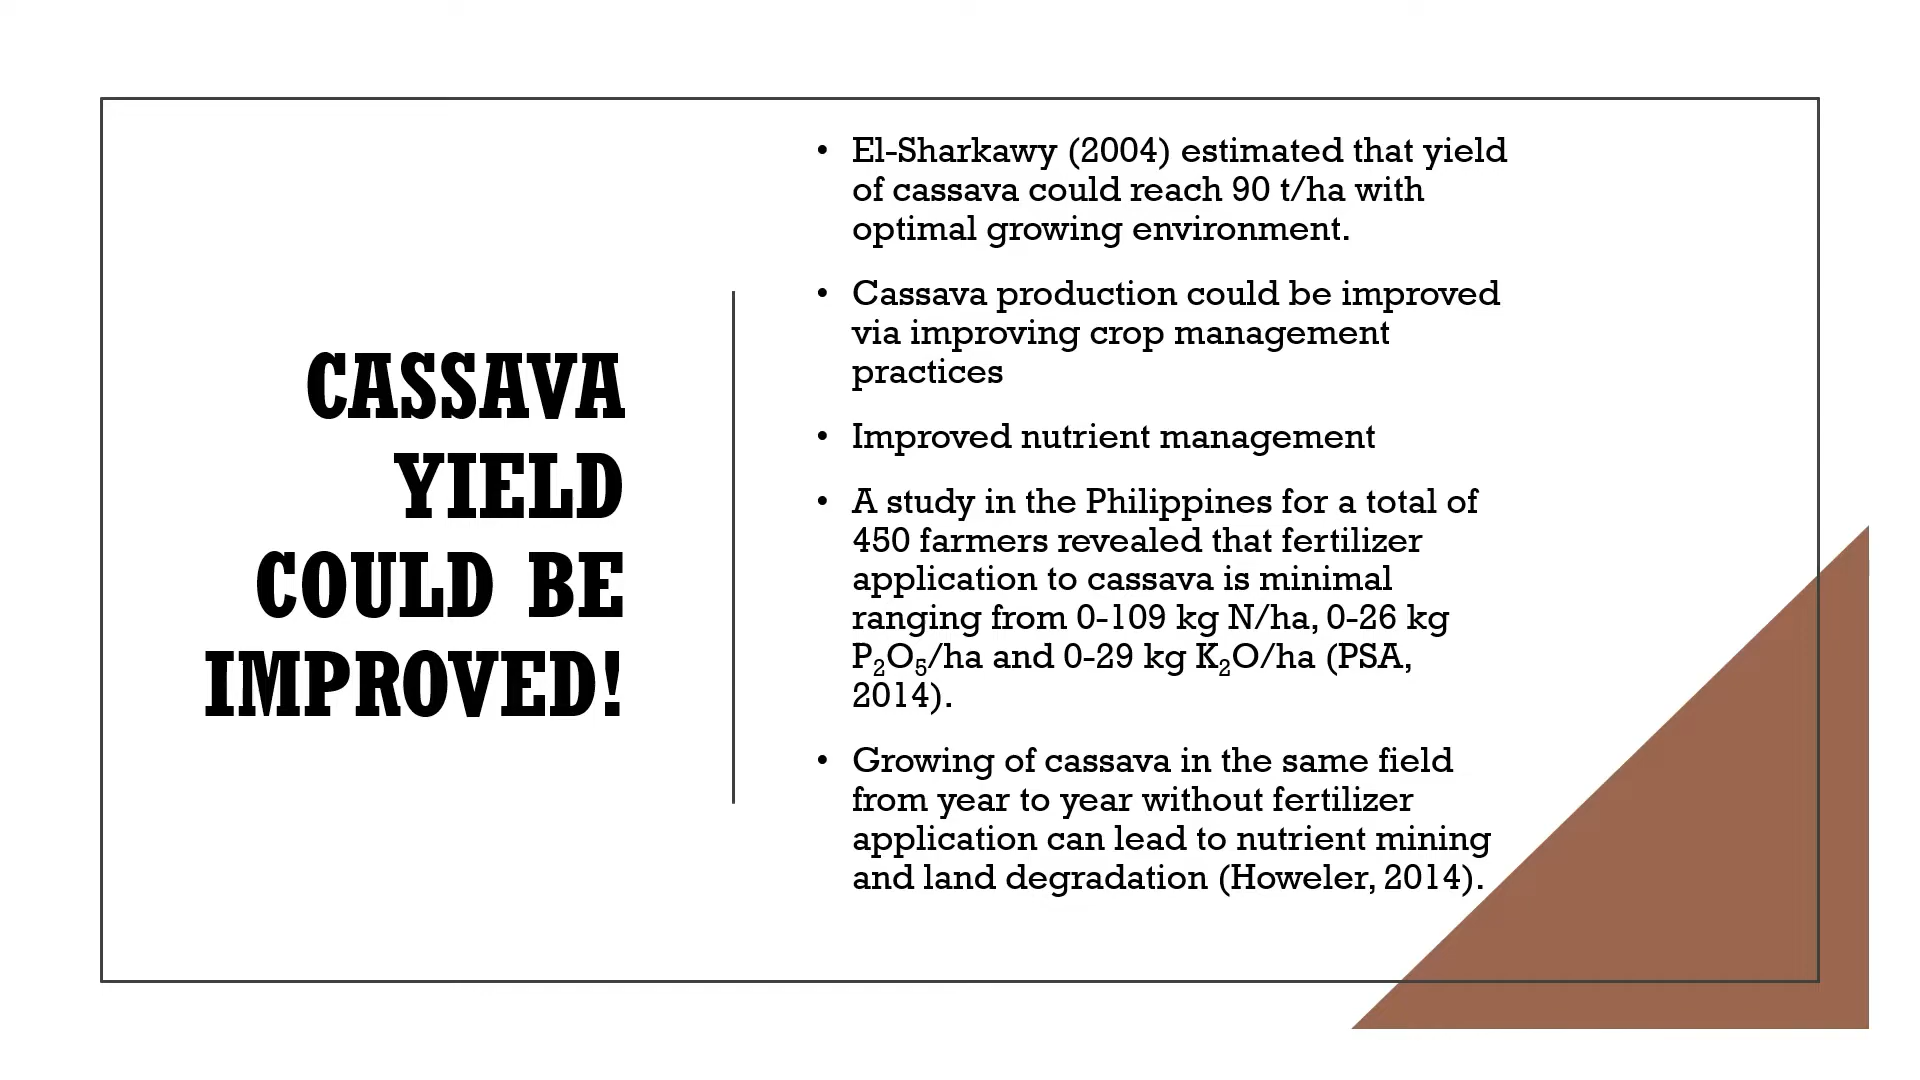 CASSAVA
YIELD
COULD BE
IMPROVED!
• El-Sharkawy (2004) estimated that yield
of cassava could reach 90 t/ha with
optimal growing environment.
• Cassava production could be improved
via improving crop management
practices
• Improved nutrient management
• A study in the Philippines for a total of
450 farmers revealed that fertilizer
application to cassava is minimal
ranging from 0-109 kg N/ha, 0-26 kg
P₂O₅/ha and 0-29 kg K₂O/ha (PSA,
2014).
• Growing of cassava in the same field
from year to year without fertilizer
application can lead to nutrient mining
and land degradation (Howeler, 2014).